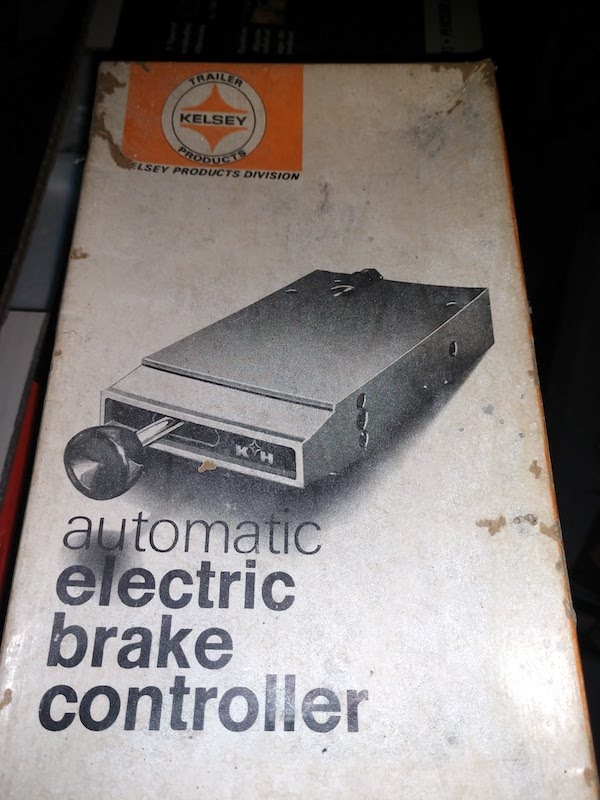 TRAILER
KELSEY
PRODUCTS
ELSEY PRODUCTS DIVISION
K H
automatic
electric
brake
controller